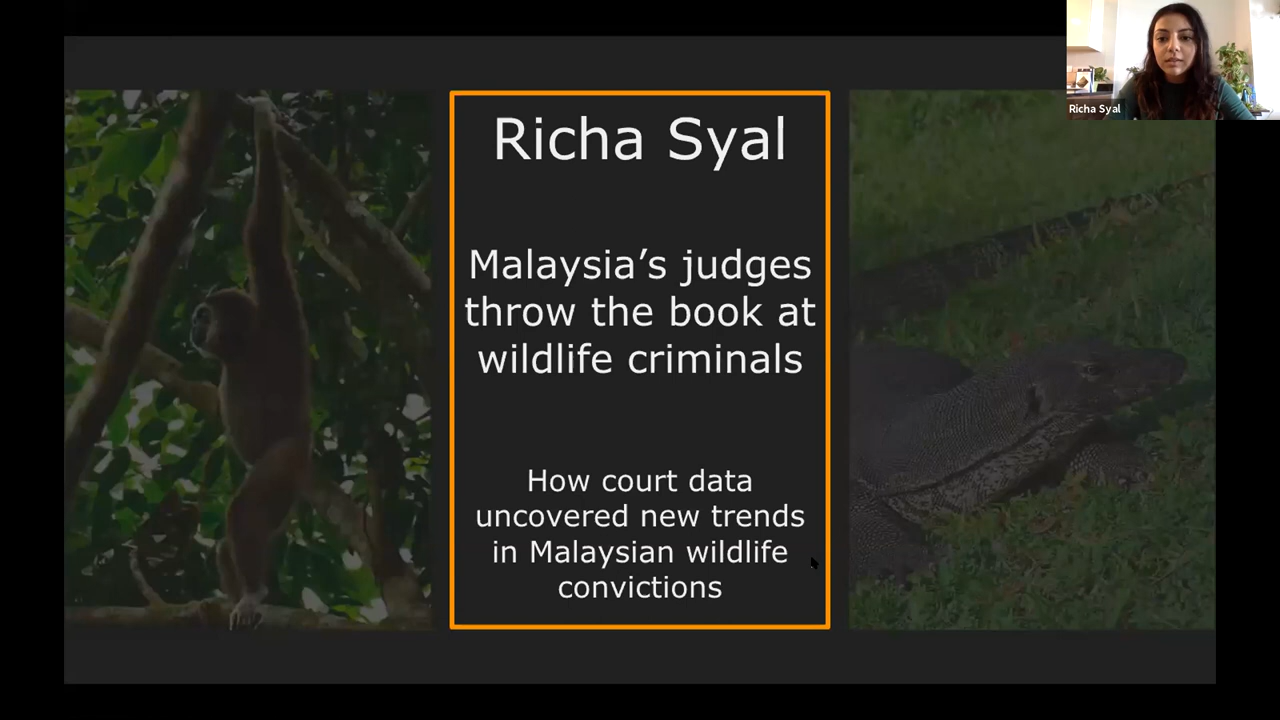 Richa Syal
Richa Syal
Malaysia’s judges
throw the book at
wildlife criminals
How court data
uncovered new trends
in Malaysian wildlife
convictions